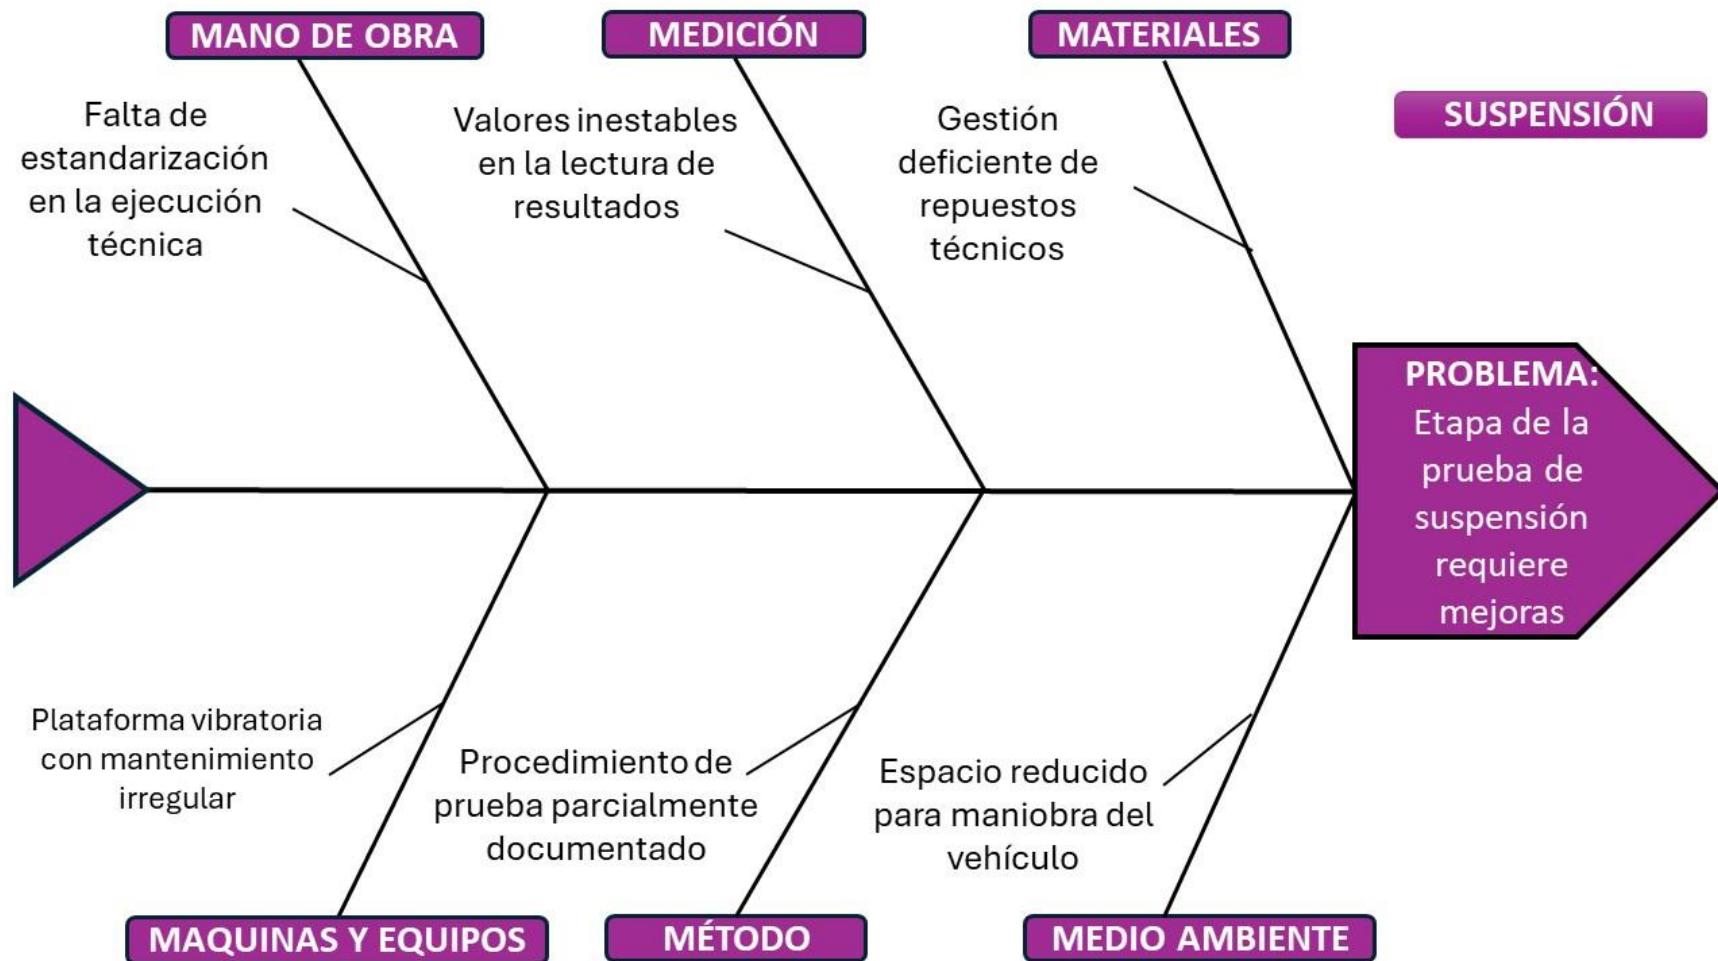 MANO DE OBRA
MEDICIÓN
MATERIALES
SUSPENSIÓN
Falta de
estandarización
en la ejecución
técnica
Valores inestables
en la lectura de
resultados
Gestión
deficiente de
repuestos
técnicos
PROBLEMA:
Etapa de la
prueba de
suspensión
requiere
mejoras
Plataforma vibratoria
con mantenimiento
irregular
Procedimiento de
prueba parcialmente
documentado
Espacio reducido
para maniobra del
vehículo
MAQUINAS Y EQUIPOS
MÉTODO
MEDIO AMBIENTE